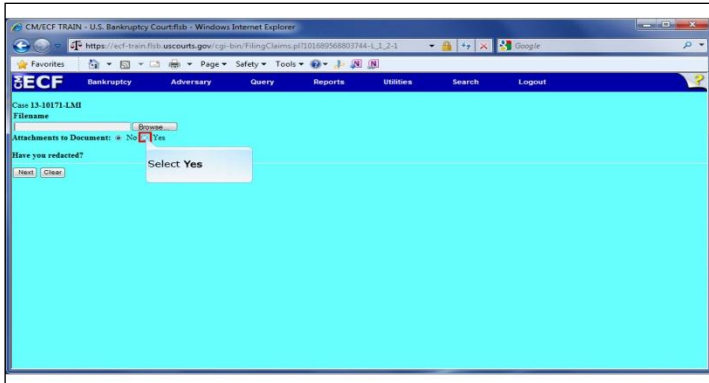 CM/ECF TRAIN - U.S. Bankruptcy Court:flsb - Windows Internet Explorer
https://ecf-train.flsb.uscourts.gov/cgi-bin/FilingClaims.pl?101689568803744-L_1_2-1
Google
Favorites Page Safety Tools
ECF Bankruptcy Adversary Query Reports Utilities Search Logout ?
Case 13-10171-LMI
Filename
Browse...
Attachments to Document: No Yes
Have you redacted?
Select Yes
Next Clear